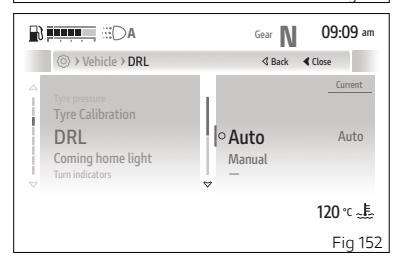 A Gear N 09:09 am
> Vehicle > DRL Back Close
Current
Tyre pressure
Tyre Calibration
DRL Auto Auto
Coming home light Manual
Turn indicators —
120 °C
Fig 152